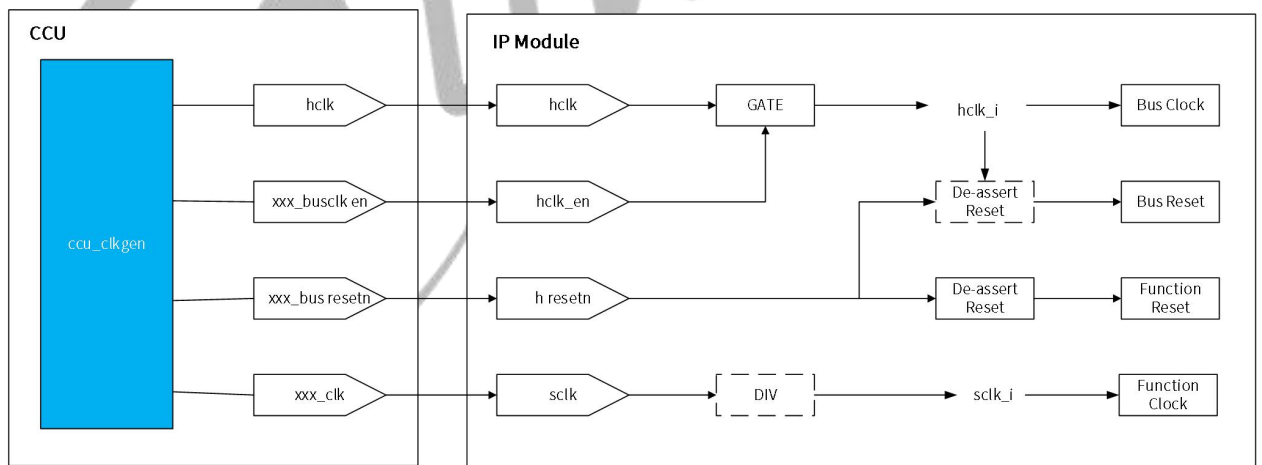 CCU
IP Module
hclk
hclk
GATE
hclk_i
Bus Clock
xxx_busclk en
hclk_en
De-assert
Reset
Bus Reset
ccu_clkgen
xxx_bus resetn
h resetn
De-assert
Reset
Function
Reset
xxx_clk
sclk
DIV
sclk_i
Function
Clock